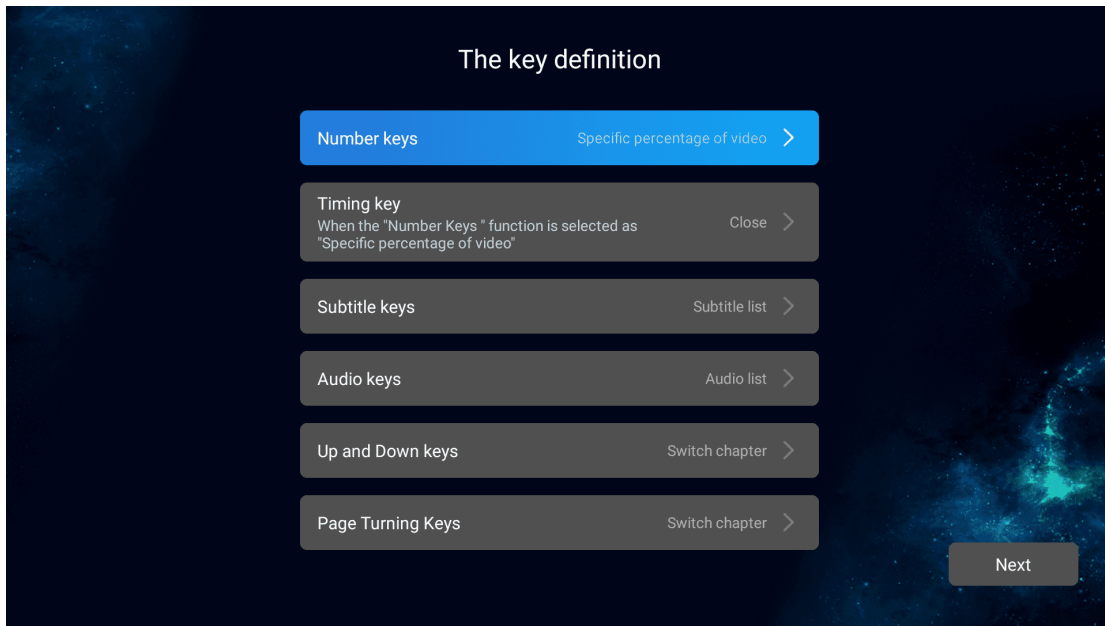 The key definition
Number keys
Specific percentage of video
Timing key
When the "Number Keys " function is selected as
"Specific percentage of video"
Close
Subtitle keys
Subtitle list
Audio keys
Audio list
Up and Down keys
Switch chapter
Page Turning Keys
Switch chapter
Next